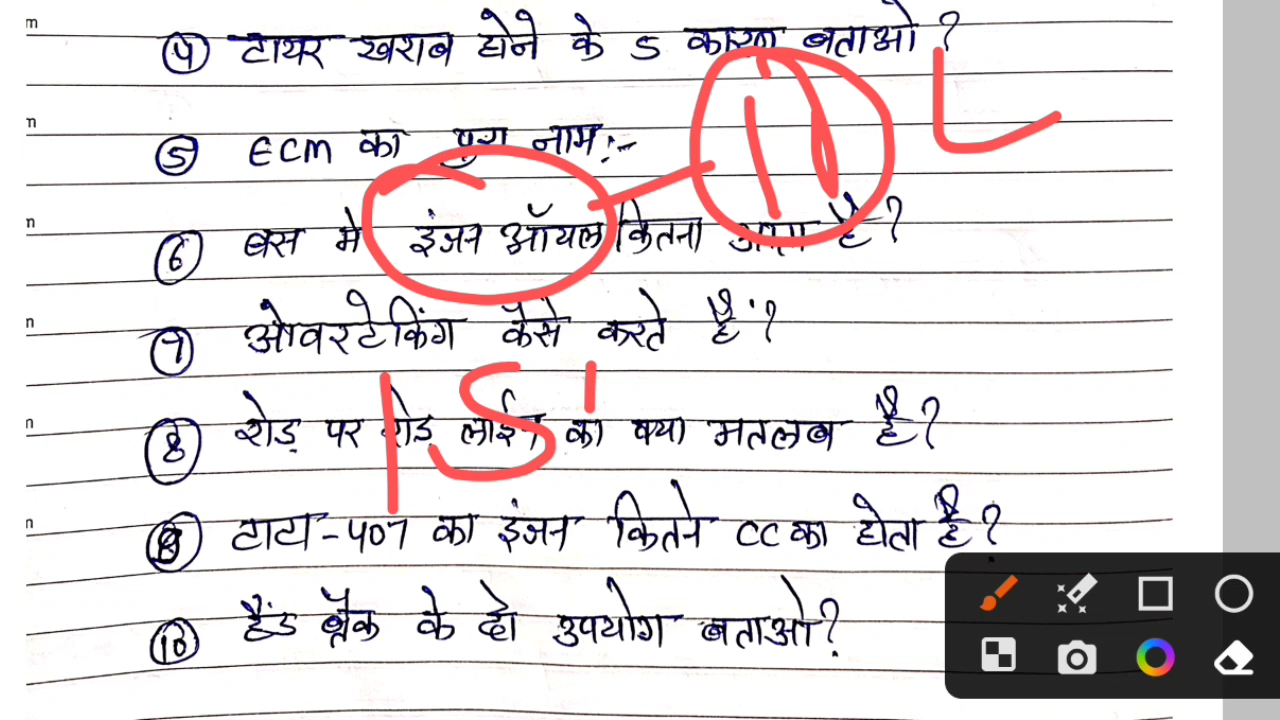 m
④ टायर खराब होने के 5 कारण बताओ ?
m
⑤ ECM का पुरा नाम:-
m
⑥ बस मे इंजन ऑयल कितना आता है?
m
⑦ ओवरटेकिंग कैसे करते है?
m
⑧ रोड़ पर रोड़ लाईन का क्या मतलब है?
m
⑨ टाटा-407 का इंजन कितने CC का होता है?
⑩ हैंड ब्रैक के दो उपयोग बताओ?